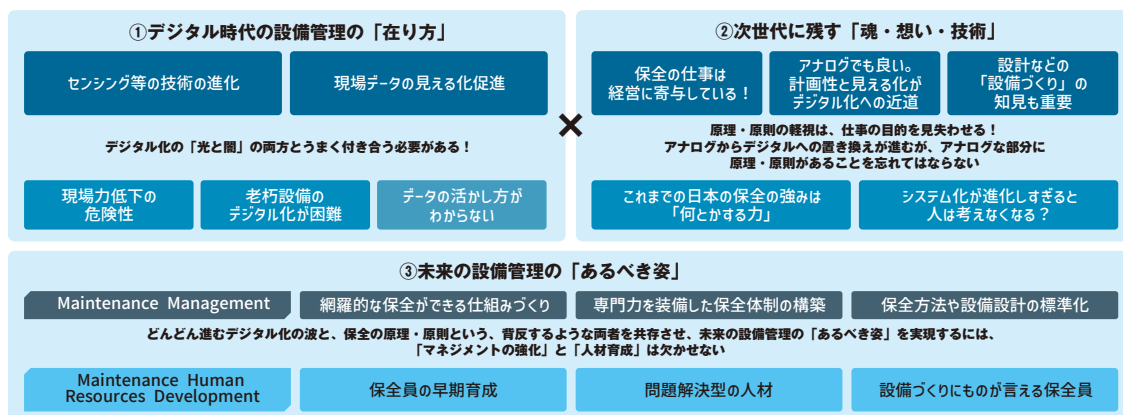 ①デジタル時代の設備管理の「在り方」
センシング等の技術の進化
現場データの見える化促進
デジタル化の「光と闇」の両方とうまく付き合う必要がある！
現場力低下の
危険性
老朽設備の
デジタル化が困難
データの活かし方が
わからない
×
②次世代に残す「魂・想い・技術」
保全の仕事は
経営に寄与している！
アナログでも良い。
計画性と見える化が
デジタル化への近道
設計などの
「設備づくり」の
知見も重要
原理・原則の軽視は、仕事の目的を見失わせる！
アナログからデジタルへの置き換えが進むが、アナログな部分に
原理・原則があることを忘れてはならない
これまでの日本の保全の強みは
「何とかする力」
システム化が進化しすぎると
人は考えなくなる？
③未来の設備管理の「あるべき姿」
Maintenance Management
網羅的な保全ができる仕組みづくり
専門力を装備した保全体制の構築
保全方法や設備設計の標準化
どんどん進むデジタル化の波と、保全の原理・原則という、背反するような両者を共存させ、未来の設備管理の「あるべき姿」を実現するには、
「マネジメントの強化」と「人材育成」は欠かせない
Maintenance Human
Resources Development
保全員の早期育成
問題解決型の人材
設備づくりにものが言える保全員